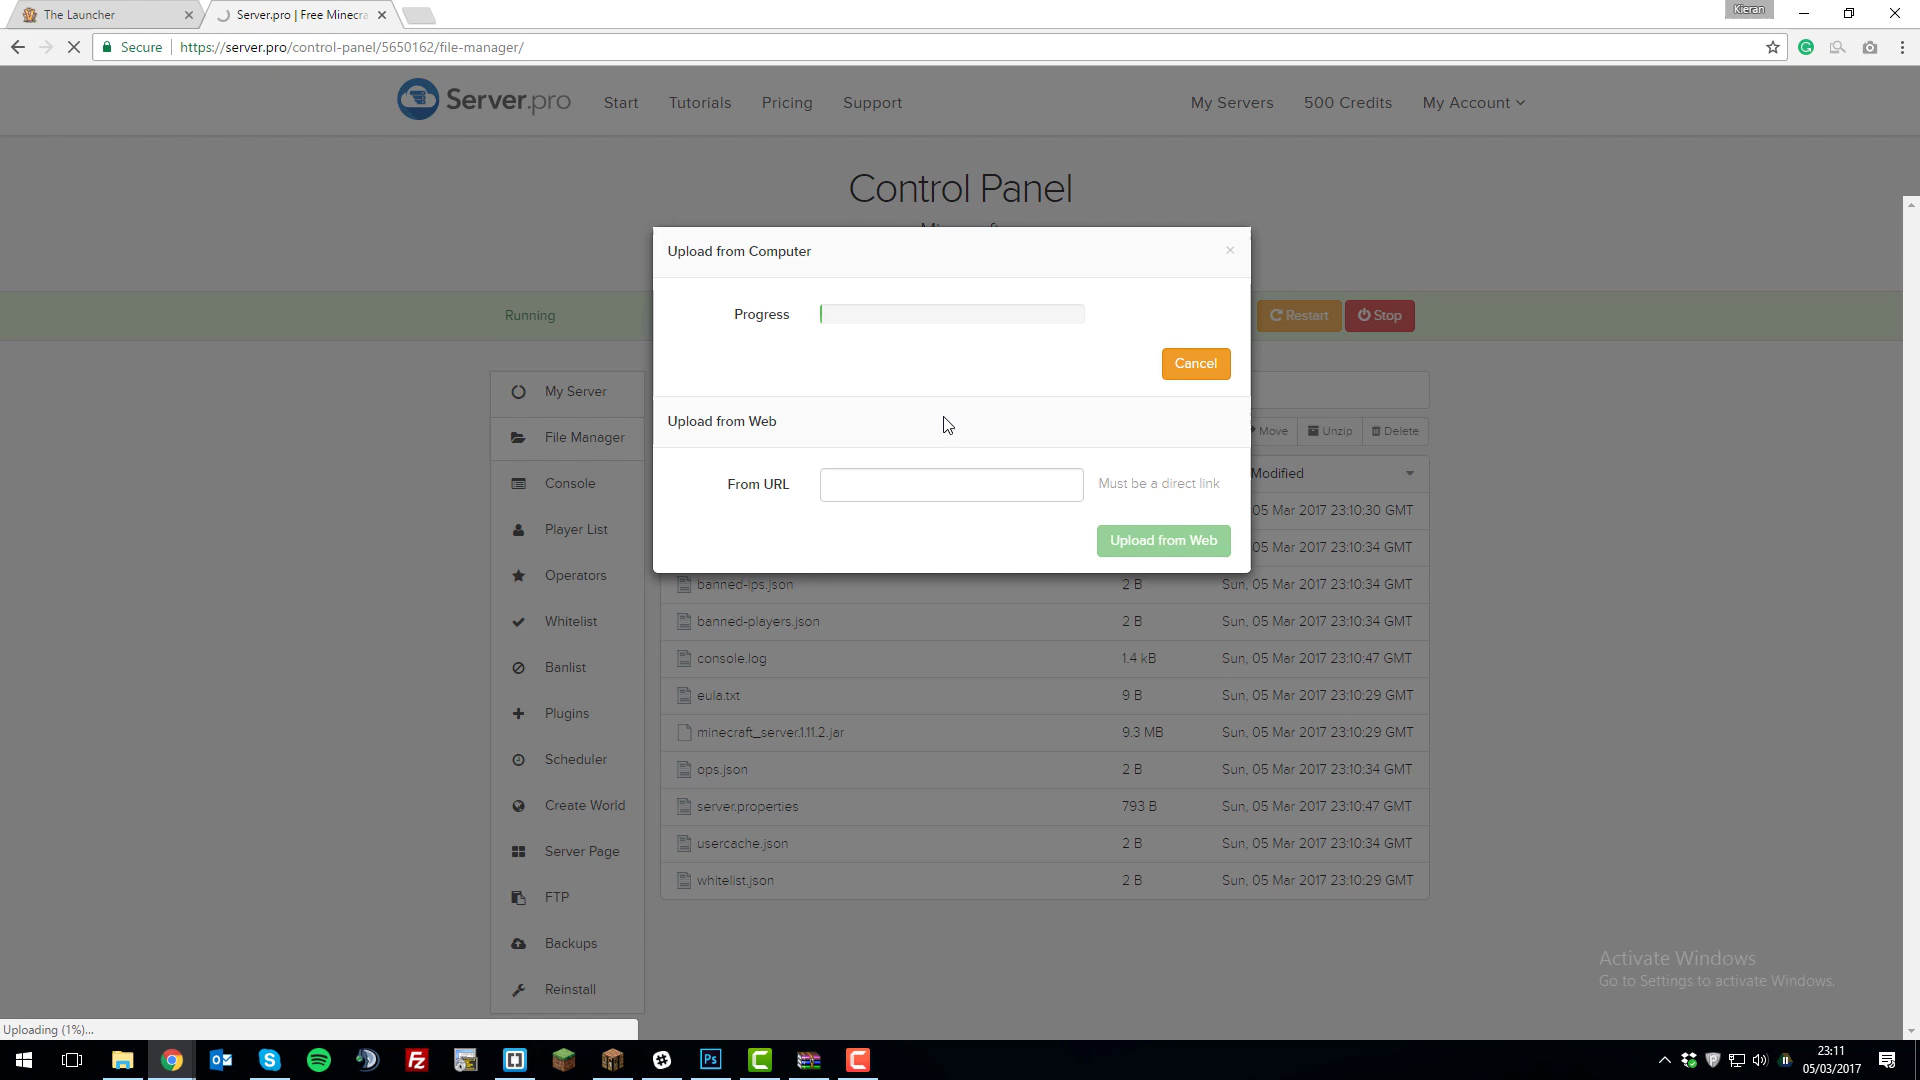 The Launcher
Server.pro | Free Minecra
Kieran
Secure
https://server.pro/control-panel/5650162/file-manager/
Server.pro
Start
Tutorials
Pricing
Support
My Servers
500 Credits
My Account
Control Panel
Running
Restart
Stop
Upload from Computer
×
Progress
Cancel
Upload from Web
From URL
Must be a direct link
Upload from Web
My Server
File Manager
Console
Player List
Operators
Whitelist
Banlist
Plugins
Scheduler
Create World
Server Page
FTP
Backups
Reinstall
Move
Unzip
Delete
Modified
05 Mar 2017 23:10:30 GMT
05 Mar 2017 23:10:34 GMT
banned-ips.json 2 B Sun, 05 Mar 2017 23:10:34 GMT
banned-players.json 2 B Sun, 05 Mar 2017 23:10:34 GMT
console.log 1.4 kB Sun, 05 Mar 2017 23:10:47 GMT
eula.txt 9 B Sun, 05 Mar 2017 23:10:29 GMT
minecraft_server.1.11.2.jar 9.3 MB Sun, 05 Mar 2017 23:10:29 GMT
ops.json 2 B Sun, 05 Mar 2017 23:10:34 GMT
server.properties 793 B Sun, 05 Mar 2017 23:10:47 GMT
usercache.json 2 B Sun, 05 Mar 2017 23:10:34 GMT
whitelist.json 2 B Sun, 05 Mar 2017 23:10:29 GMT
Activate Windows
Go to Settings to activate Windows.
Uploading (1%)...
Ps
23:11
05/03/2017